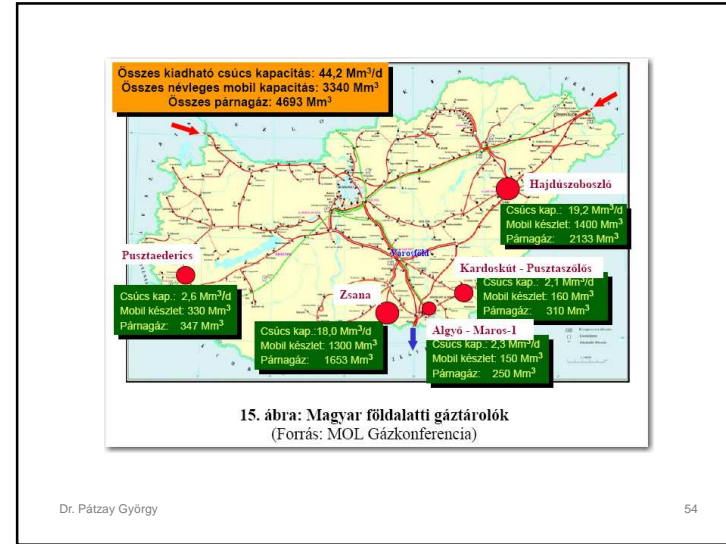 Összes kiadható csúcs kapacitás: 44,2 Mm³/d
Összes névleges mobil kapacitás: 3340 Mm³
Összes párnagáz: 4693 Mm³
Hajdúszoboszló
Csúcs kap.: 19,2 Mm³/d
Mobil készlet: 1400 Mm³
Párnagáz: 2133 Mm³
Városföld
Pusztaederics
Csúcs kap.: 2,6 Mm³/d
Mobil készlet: 330 Mm³
Párnagáz: 347 Mm³
Zsana
Csúcs kap.:18,0 Mm³/d
Mobil készlet: 1300 Mm³
Párnagáz: 1653 Mm³
Kardoskút - Pusztaszőlős
Csúcs kap.: 2,1 Mm³/d
Mobil készlet: 160 Mm³
Párnagáz: 310 Mm³
Algyő - Maros-1
Csúcs kap.: 2,3 Mm³/d
Mobil készlet: 150 Mm³
Párnagáz: 250 Mm³
15. ábra: Magyar földalatti gáztárolók
(Forrás: MOL Gázkonferencia)
Dr. Pátzay György
54